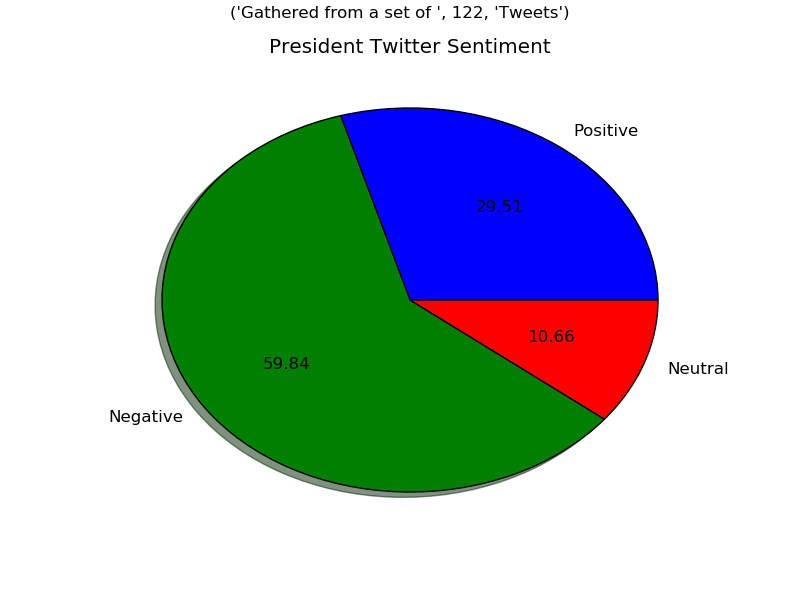 ('Gathered from a set of ', 122, 'Tweets')
President Twitter Sentiment
Positive
29.51
10.66
59.84
Neutral
Negative